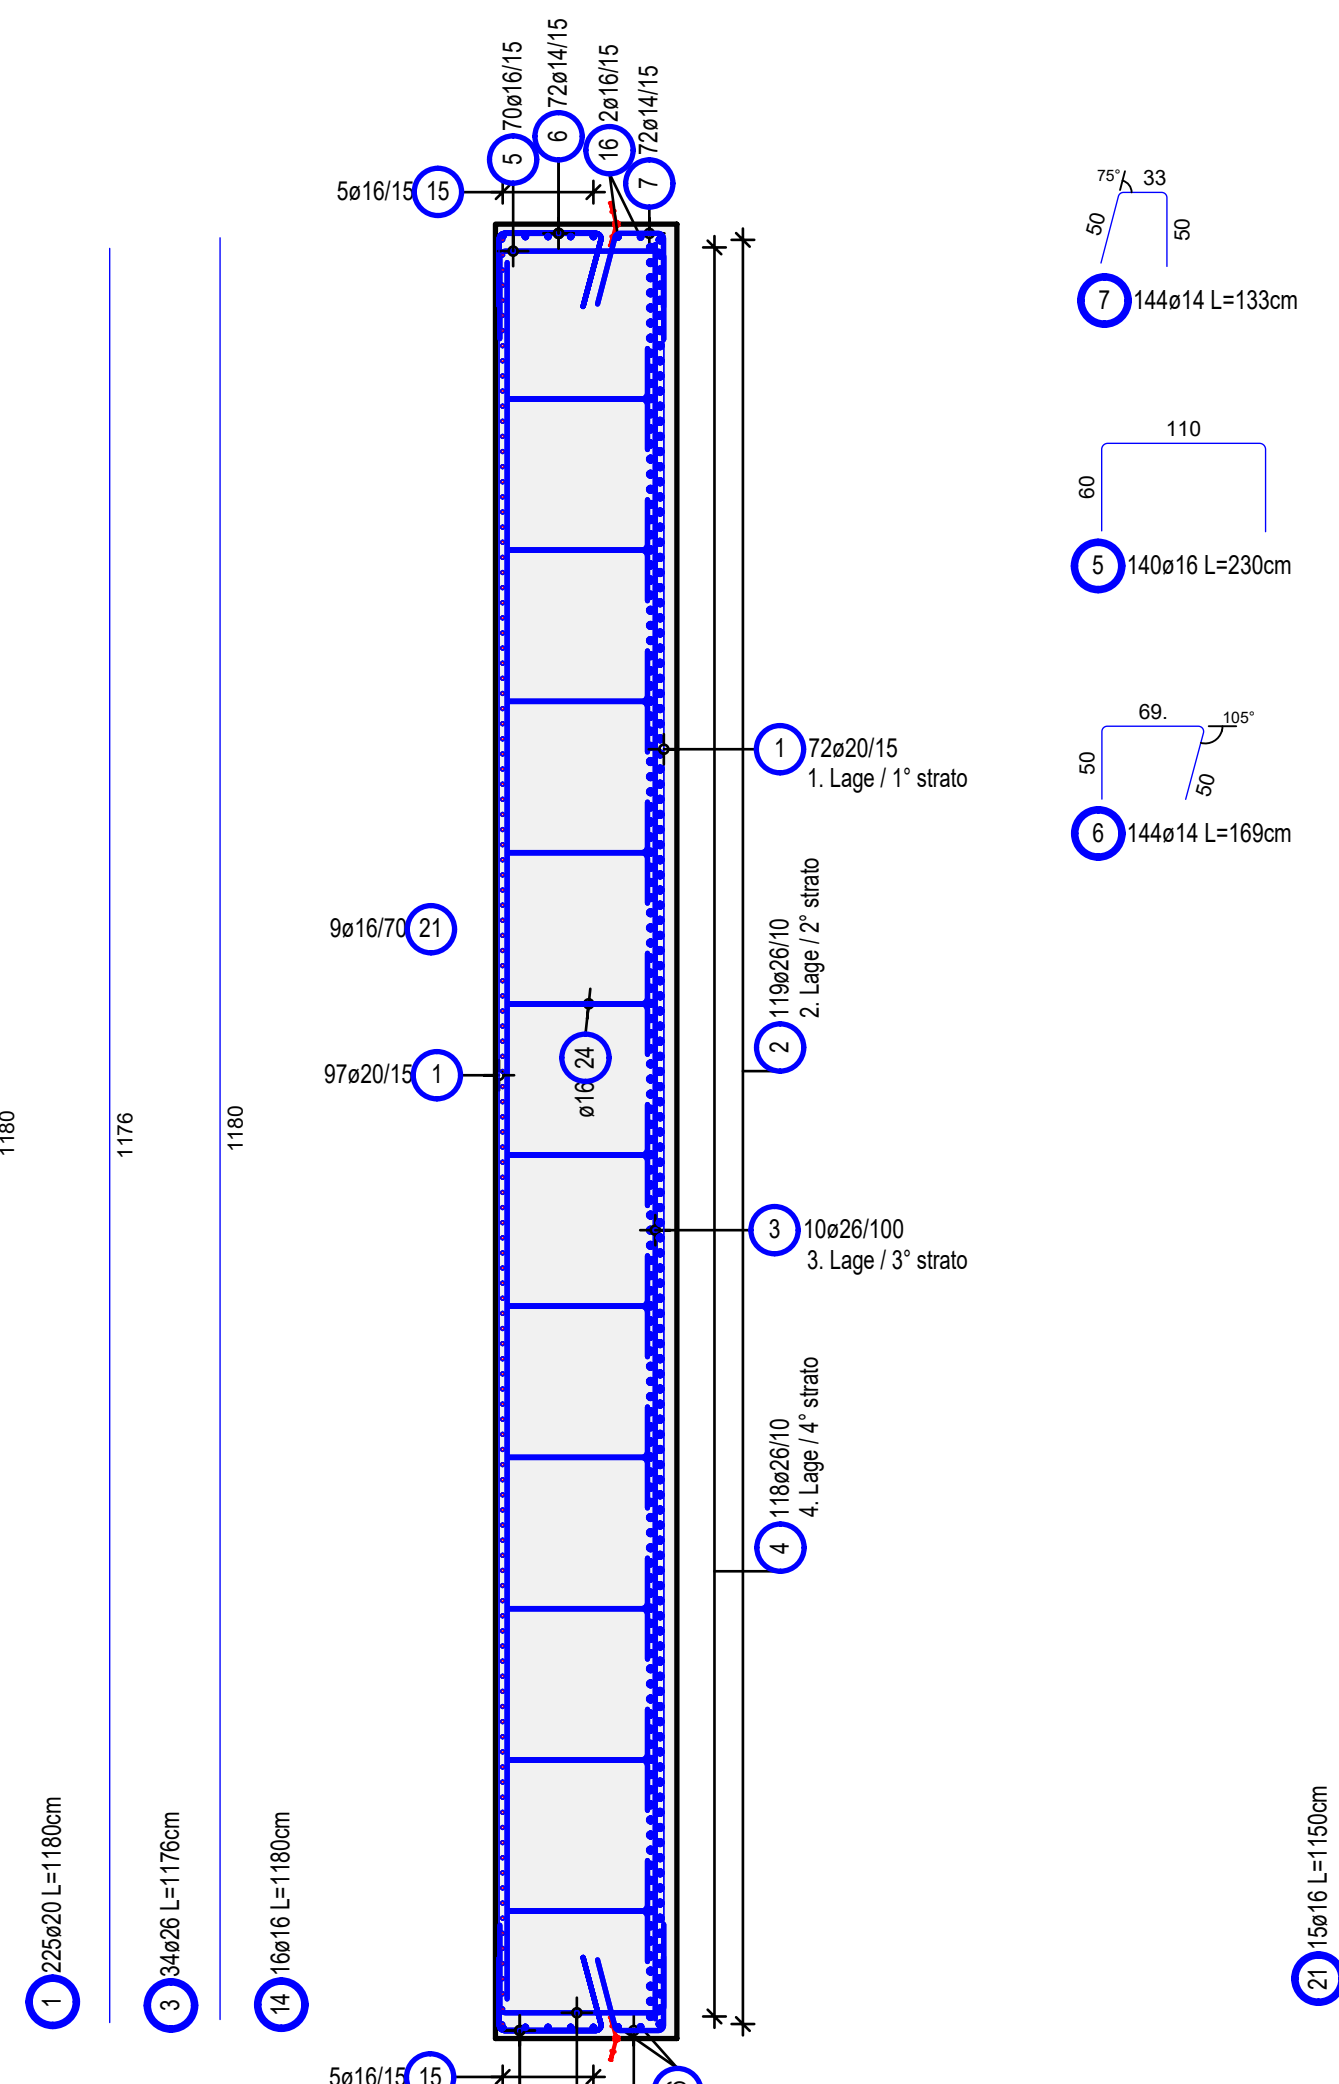 70ø16/15
5
72ø14/15
6
2ø16/15
16
72ø14/15
7
5ø16/15 15
75° 33
50
50
7 144ø14 L=133cm
110
60
5 140ø16 L=230cm
69.
105°
50
50
6 144ø14 L=169cm
1 72ø20/15
1. Lage / 1° strato
2 119ø26/10
2. Lage / 2° strato
9ø16/70 21
ø16 24
97ø20/15 1
1180
1176
1180
3 10ø26/100
3. Lage / 3° strato
4 118ø26/10
4. Lage / 4° strato
1 225ø20 L=1180cm
3 34ø26 L=1176cm
14 16ø16 L=1180cm
21 15ø16 L=1150cm
5ø16/15 15